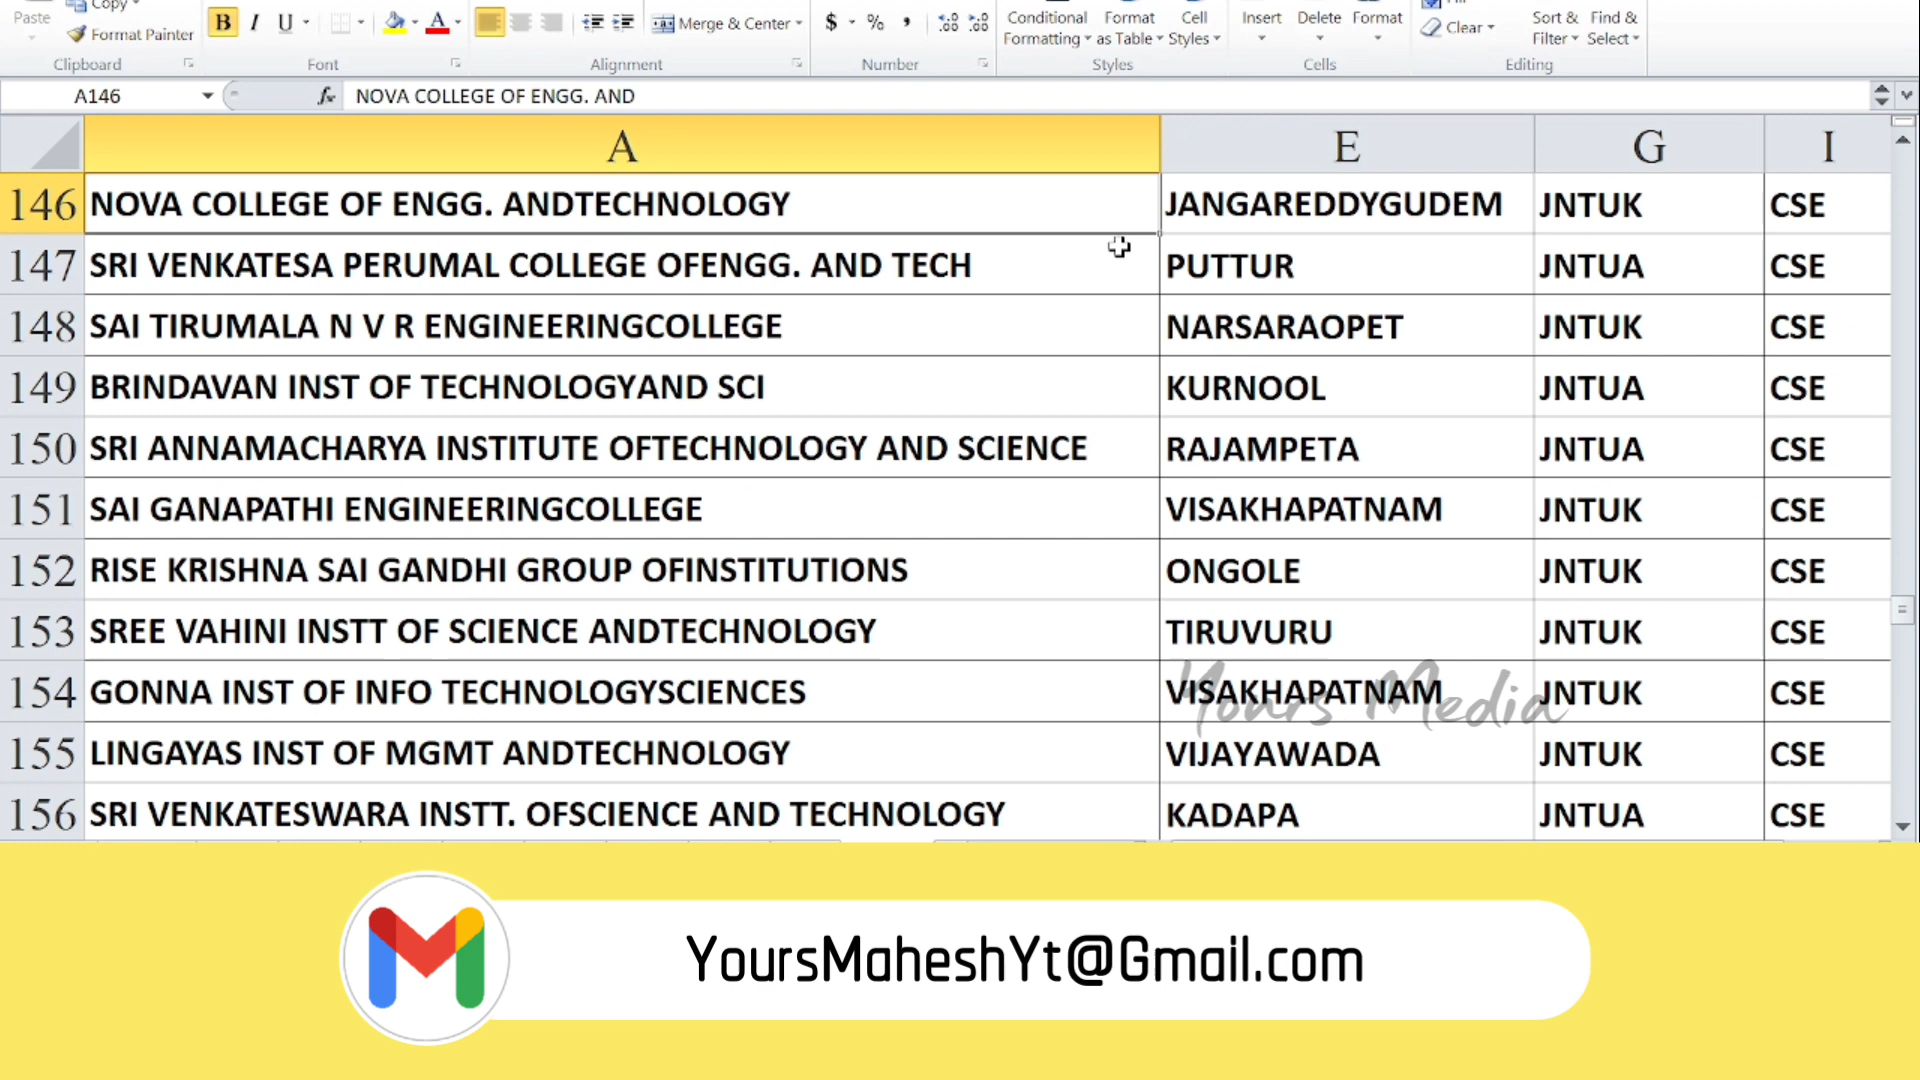 Paste Copy
Format Painter
B I U A Merge & Center $ % , Conditional Formatting Format as Table Cell Styles Insert Delete Format Clear Sort & Filter Find & Select
Clipboard Font Alignment Number Styles Cells Editing
A146 fx NOVA COLLEGE OF ENGG. AND
A E G I
146 NOVA COLLEGE OF ENGG. ANDTECHNOLOGY JANGAREDDYGUDEM JNTUK CSE
147 SRI VENKATESA PERUMAL COLLEGE OFENGG. AND TECH PUTTUR JNTUA CSE
148 SAI TIRUMALA N V R ENGINEERINGCOLLEGE NARSARAOPET JNTUK CSE
149 BRINDAVAN INST OF TECHNOLOGYAND SCI KURNOOL JNTUA CSE
150 SRI ANNAMACHARYA INSTITUTE OFTECHNOLOGY AND SCIENCE RAJAMPETA JNTUA CSE
151 SAI GANAPATHI ENGINEERINGCOLLEGE VISAKHAPATNAM JNTUK CSE
152 RISE KRISHNA SAI GANDHI GROUP OFINSTITUTIONS ONGOLE JNTUK CSE
153 SREE VAHINI INSTT OF SCIENCE ANDTECHNOLOGY TIRUVURU JNTUK CSE
154 GONNA INST OF INFO TECHNOLOGYSCIENCES VISAKHAPATNAM JNTUK CSE
Yours Media
155 LINGAYAS INST OF MGMT ANDTECHNOLOGY VIJAYAWADA JNTUK CSE
156 SRI VENKATESWARA INSTT. OFSCIENCE AND TECHNOLOGY KADAPA JNTUA CSE
YoursMaheshYt@Gmail.com